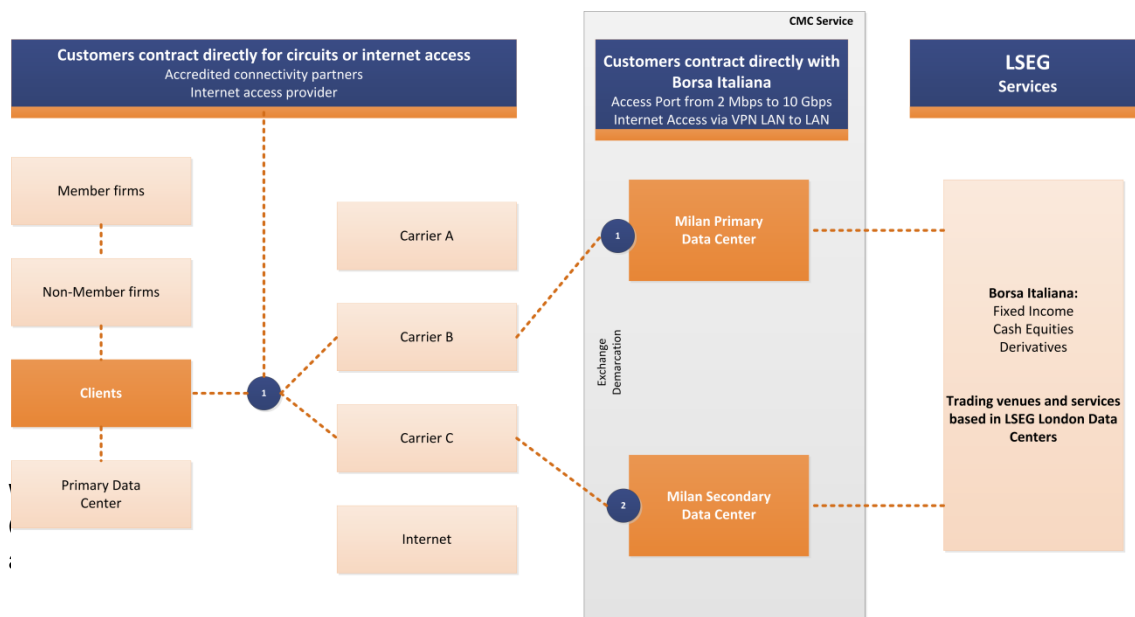 CMC Service
Customers contract directly for circuits or internet access
Accredited connectivity partners
Internet access provider
Customers contract directly with
Borsa Italiana
Access Port from 2 Mbps to 10 Gbps
Internet Access via VPN LAN to LAN
LSEG
Services
Member firms
Non-Member firms
Clients
Primary Data
Center
1
Carrier A
Carrier B
Carrier C
Internet
Exchange
Demarcation
1
Milan Primary
Data Center
2
Milan Secondary
Data Center
Borsa Italiana:
Fixed Income
Cash Equities
Derivatives
Trading venues and services
based in LSEG London Data
Centers